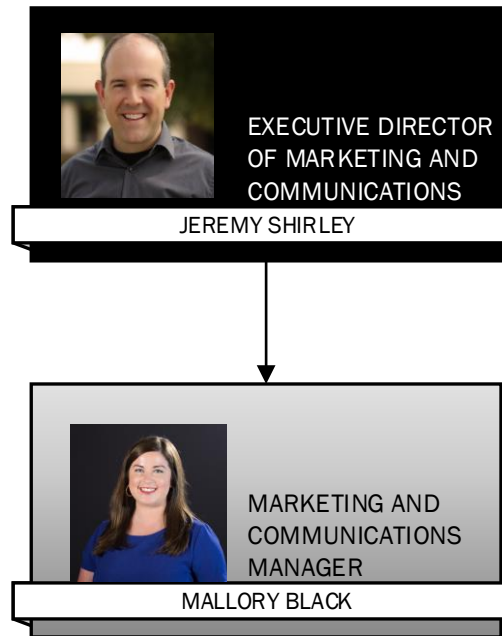 EXECUTIVE DIRECTOR
OF MARKETING AND
COMMUNICATIONS
JEREMY SHIRLEY
MARKETING AND
COMMUNICATIONS
MANAGER
MALLORY BLACK